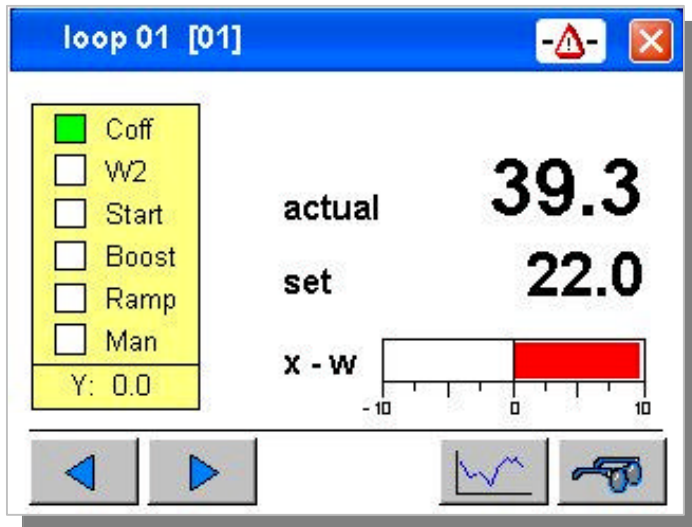 loop 01 [01]
Coff
W2
Start
Boost
Ramp
Man
Y: 0.0
actual 39.3
set 22.0
x - w
-10 0 10